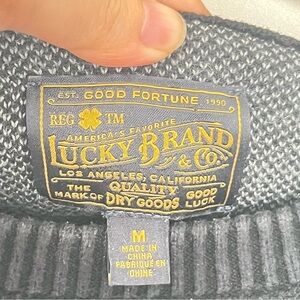 EST. GOOD FORTUNE 1990
REG TM
AMERICA'S FAVORITE
LUCKY BRAND
& CO.
LOS ANGELES, CALIFORNIA
THE QUALITY GOOD
MARK OF DRY GOODS LUCK
M
MADE IN
CHINA
FABRIQUÉ EN
CHINE